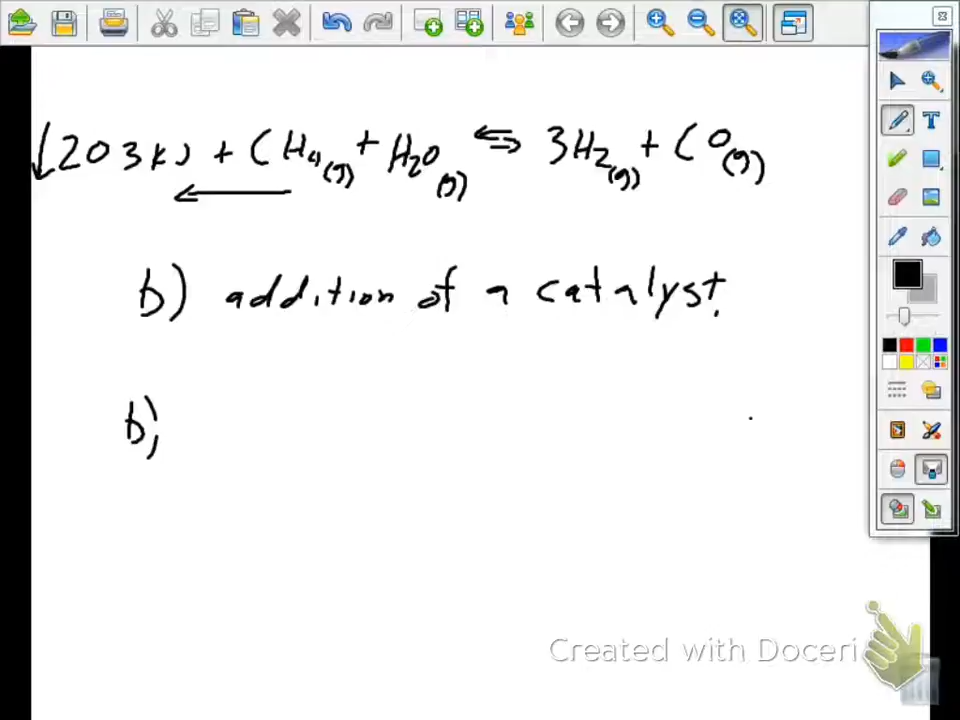 ↓203kJ + CH₄(g) + H₂O(g) ⇌ 3H₂(g) + CO(g)
←
b) addition of a catalyst.
b)
Created with Doceri